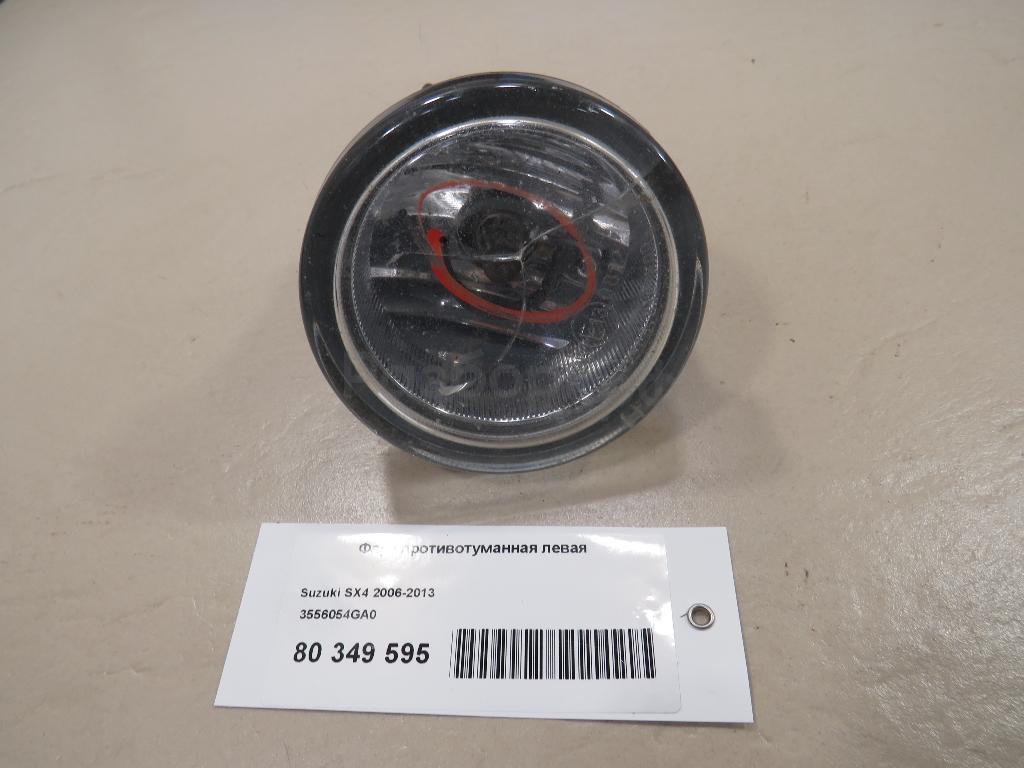 противотуманная левая
Suzuki SX4 2006-2013
3556054GA0
80 349 595